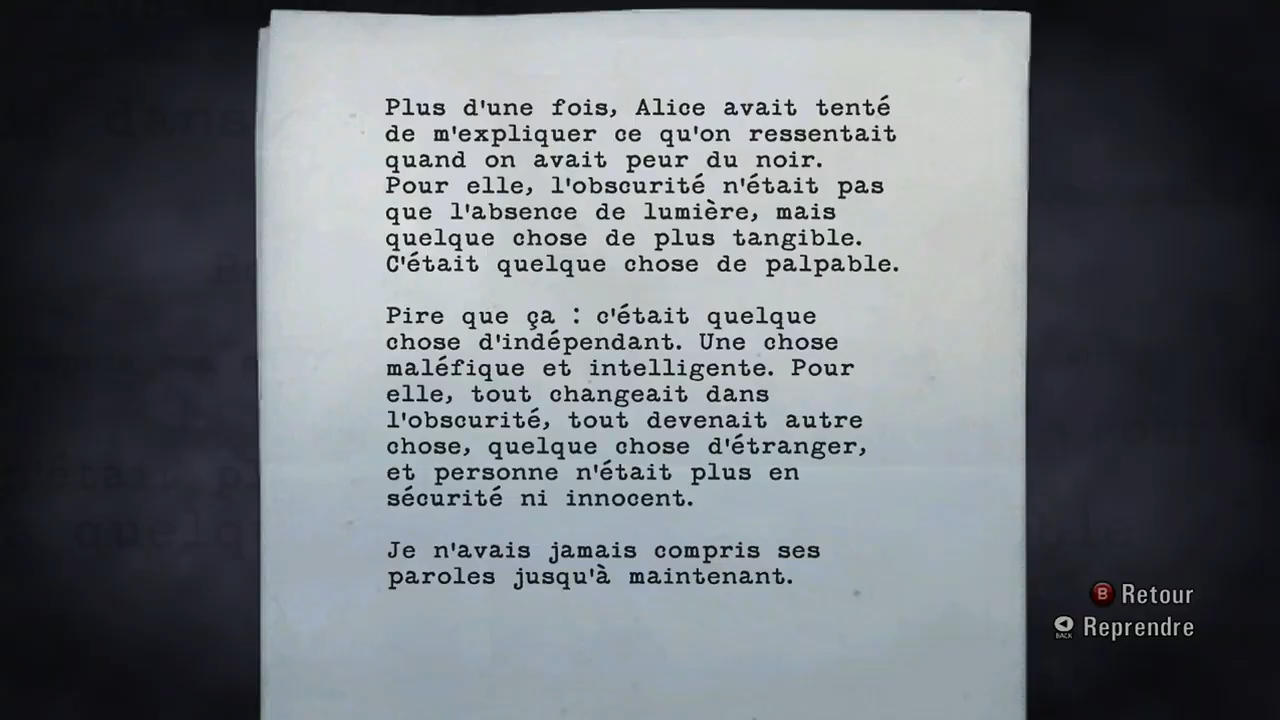 Plus d'une fois, Alice avait tenté
de m'expliquer ce qu'on ressentait
quand on avait peur du noir.
Pour elle, l'obscurité n'était pas
que l'absence de lumière, mais
quelque chose de plus tangible.
C'était quelque chose de palpable.
Pire que ça : c'était quelque
chose d'indépendant. Une chose
maléfique et intelligente. Pour
elle, tout changeait dans
l'obscurité, tout devenait autre
chose, quelque chose d'étranger,
et personne n'était plus en
sécurité ni innocent.
Je n'avais jamais compris ses
paroles jusqu'à maintenant.
B Retour
BACK Reprendre